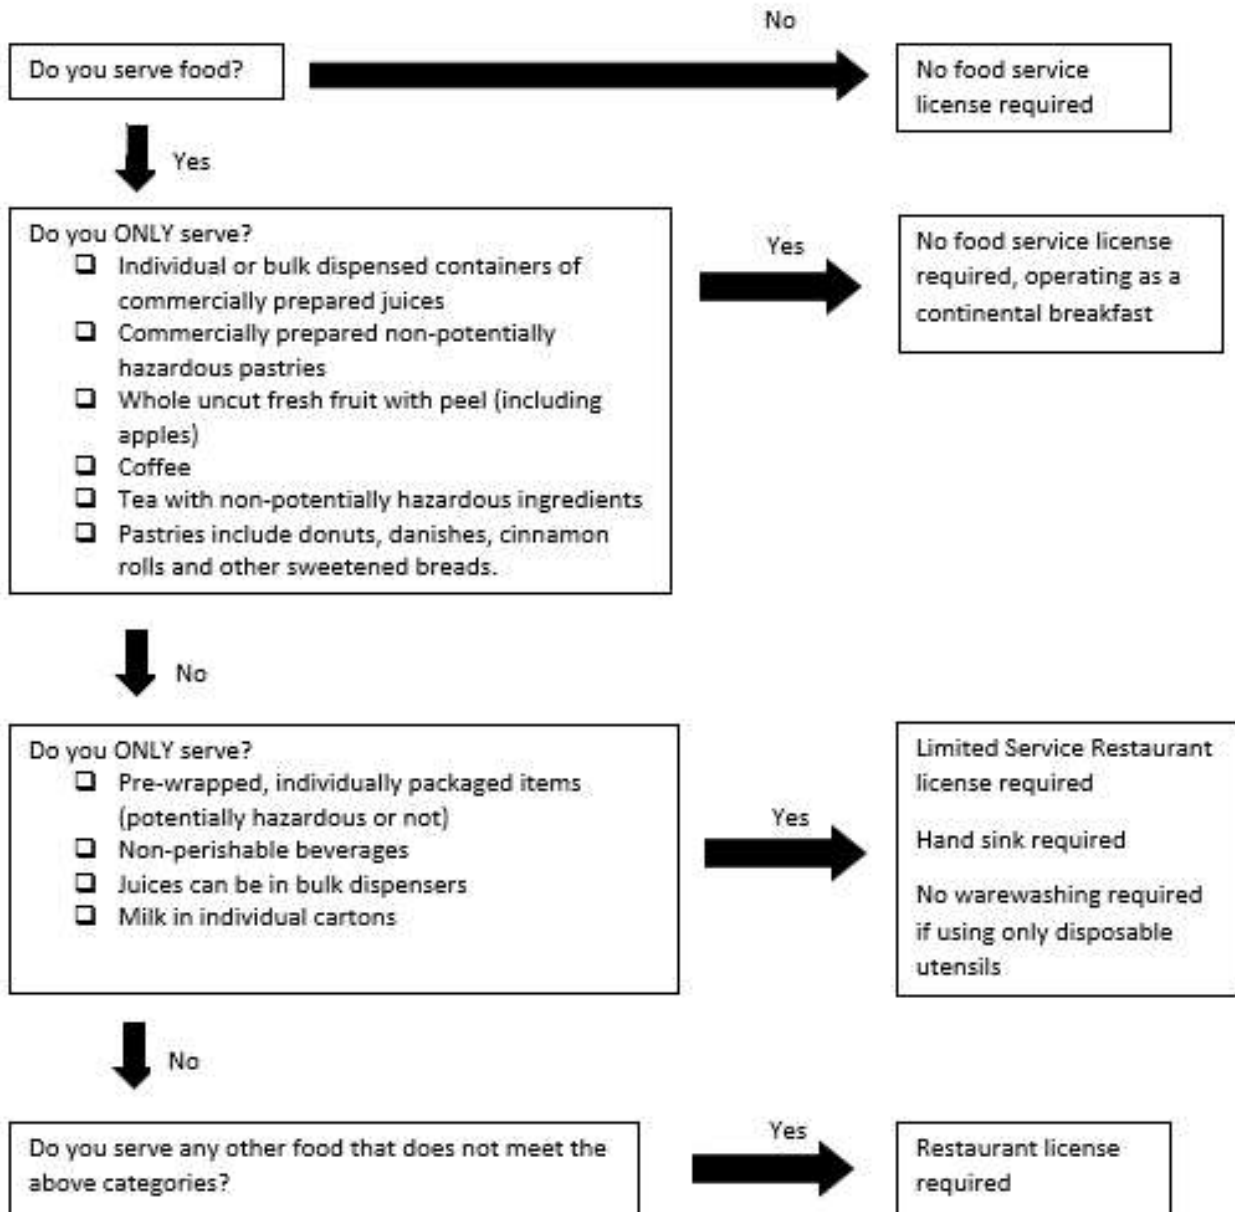 No
Do you serve food?
No food service
license required
Yes
Do you ONLY serve?
❑ Individual or bulk dispensed containers of
commercially prepared juices
❑ Commercially prepared non-potentially
hazardous pastries
❑ Whole uncut fresh fruit with peel (including
apples)
❑ Coffee
❑ Tea with non-potentially hazardous ingredients
❑ Pastries include donuts, danishes, cinnamon
rolls and other sweetened breads.
Yes
No food service license
required, operating as a
continental breakfast
No
Do you ONLY serve?
❑ Pre-wrapped, individually packaged items
(potentially hazardous or not)
❑ Non-perishable beverages
❑ Juices can be in bulk dispensers
❑ Milk in individual cartons
Yes
Limited Service Restaurant
license required
Hand sink required
No warewashing required
if using only disposable
utensils
No
Do you serve any other food that does not meet the
above categories?
Yes
Restaurant license
required